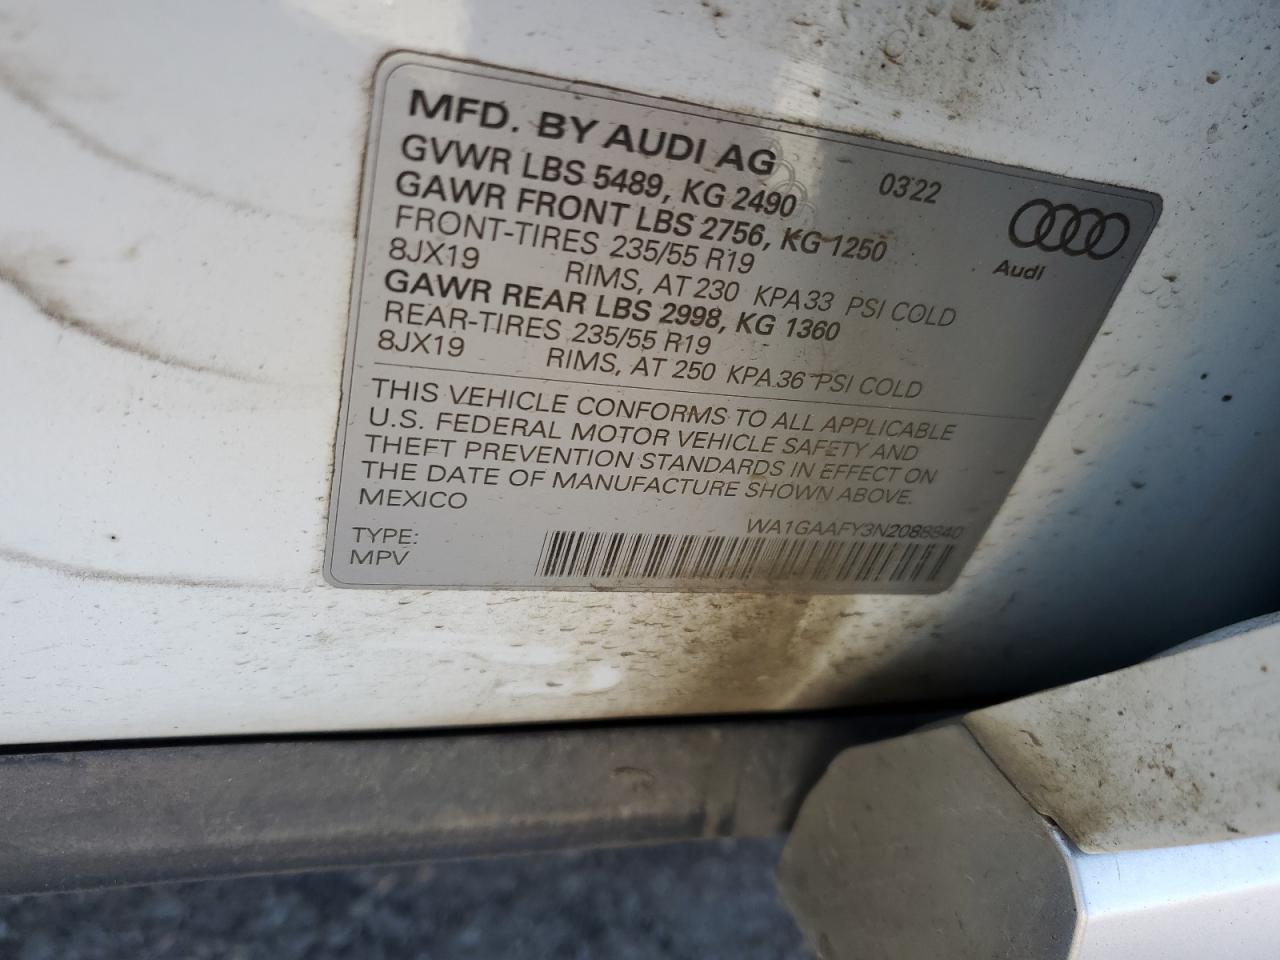 MFD. BY AUDI AG
03'22
GVWR LBS 5489, KG 2490
GAWR FRONT LBS 2756, KG 1250
FRONT-TIRES 235/55 R19
8JX19 RIMS, AT 230 KPA 33 PSI COLD
GAWR REAR LBS 2998, KG 1360
REAR-TIRES 235/55 R19
8JX19 RIMS, AT 250 KPA 36 PSI COLD
Audi
THIS VEHICLE CONFORMS TO ALL APPLICABLE
U.S. FEDERAL MOTOR VEHICLE SAFETY AND
THEFT PREVENTION STANDARDS IN EFFECT ON
THE DATE OF MANUFACTURE SHOWN ABOVE.
MEXICO
WA1GAAFY3N2088840
TYPE:
MPV